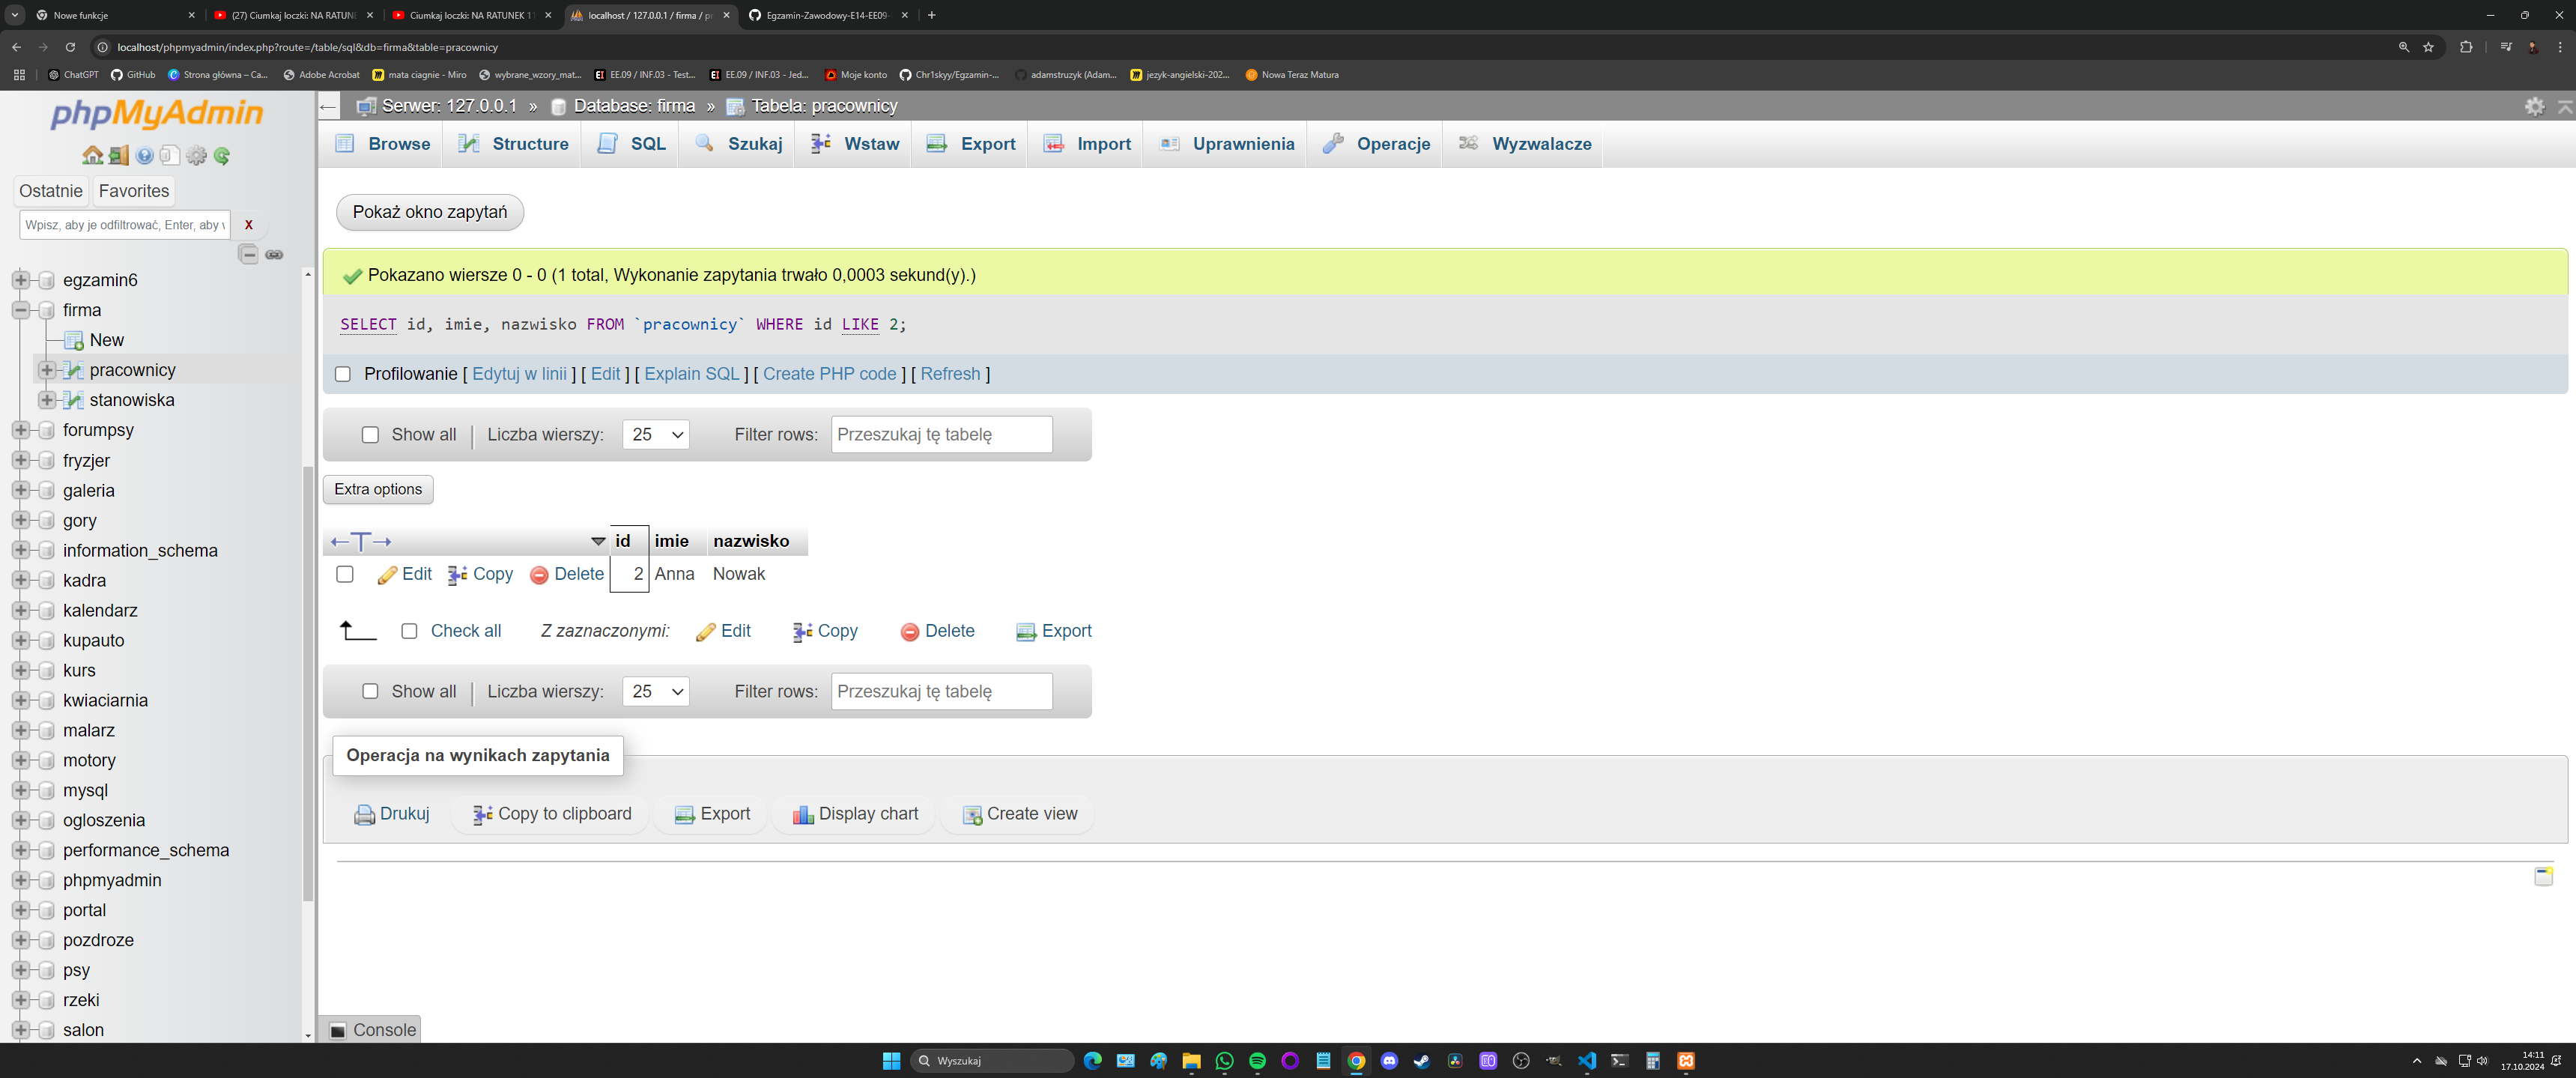 Nowe funkcje
(27) Ciumkaj loczki: NA RATUNE
Ciumkaj loczki: NA RATUNEK 1
localhost / 127.0.0.1 / firma / p
Egzamin-Zawodowy-E14-EE09-
localhost/phpmyadmin/index.php?route=/table/sql&db=firma&table=pracownicy
ChatGPT
GitHub
Strona główna – Ca...
Adobe Acrobat
mata ciagnie - Miro
wybrane_wzory_mat...
EE.09 / INF.03 - Test...
EE.09 / INF.03 - Jed...
Moje konto
Chr1skyy/Egzamin-...
adamstruzyk (Adam...
jezyk-angielski-202...
Nowa Teraz Matura
phpMyAdmin
Ostatnie Favorites
Wpisz, aby je odfiltrować, Enter, aby X
egzamin6
firma
New
pracownicy
stanowiska
forumpsy
fryzjer
galeria
gory
information_schema
kadra
kalendarz
kupauto
kurs
kwiaciarnia
malarz
motory
mysql
ogloszenia
performance_schema
phpmyadmin
portal
pozdroze
psy
rzeki
salon
Serwer: 127.0.0.1 » Database: firma » Tabela: pracownicy
Browse Structure SQL Szukaj Wstaw Export Import Uprawnienia Operacje Wyzwalacze
Pokaż okno zapytań
Pokazano wiersze 0 - 0 (1 total, Wykonanie zapytania trwało 0,0003 sekund(y).)
SELECT id, imie, nazwisko FROM `pracownicy` WHERE id LIKE 2;
Profilowanie [ Edytuj w linii ] [ Edit ] [ Explain SQL ] [ Create PHP code ] [ Refresh ]
Show all | Liczba wierszy: 25 Filter rows: Przeszukaj tę tabelę
Extra options
←T→ id imie nazwisko
Edit Copy Delete 2 Anna Nowak
Check all Z zaznaczonymi: Edit Copy Delete Export
Show all | Liczba wierszy: 25 Filter rows: Przeszukaj tę tabelę
Operacja na wynikach zapytania
Drukuj Copy to clipboard Export Display chart Create view
Console
Wyszukaj
14:11
17.10.2024